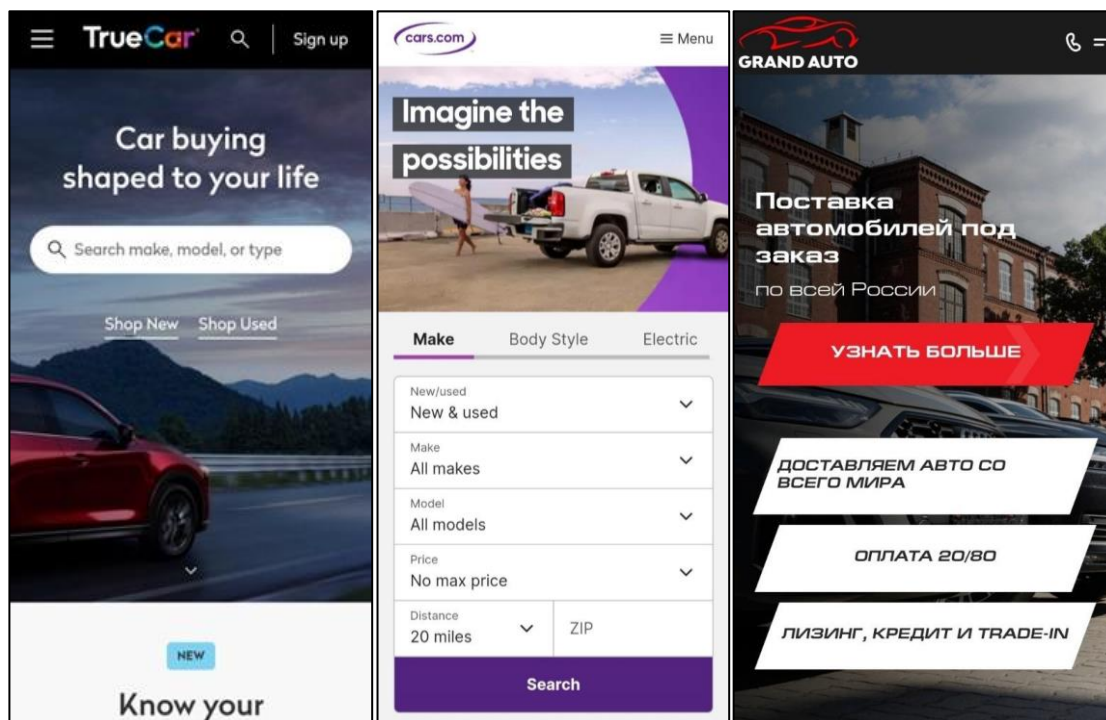 TrueCar
Sign up
Car buying
shaped to your life
Search make, model, or type
Shop New Shop Used
NEW
Know your
cars.com
Menu
Imagine the
possibilities
Make Body Style Electric
New/used
New & used
Make
All makes
Model
All models
Price
No max price
Distance
20 miles
ZIP
Search
GRAND AUTO
Поставка
автомобилей под
заказ
по всей России
УЗНАТЬ БОЛЬШЕ
ДОСТАВЛЯЕМ АВТО СО
ВСЕГО МИРА
ОПЛАТА 20/80
ЛИЗИНГ, КРЕДИТ И TRADE-IN